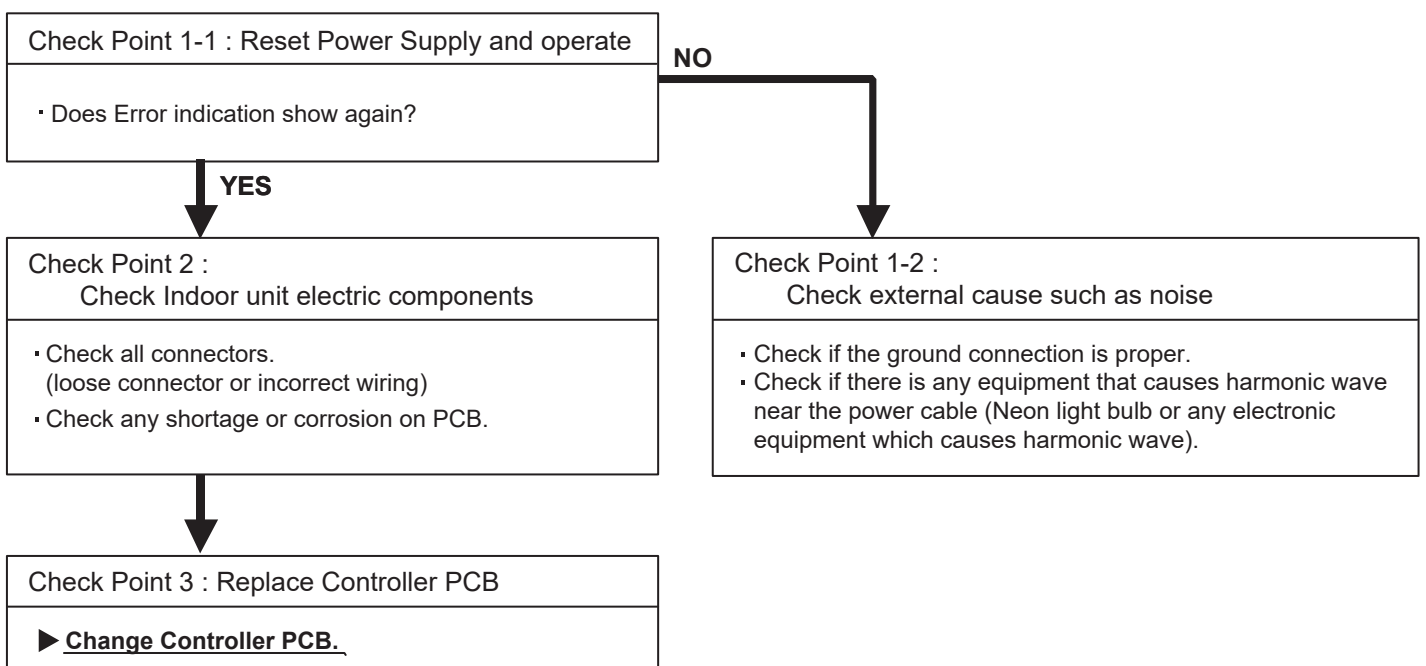 Check Point 1-1 : Reset Power Supply and operate
NO
・Does Error indication show again?
YES
Check Point 2 :
Check Indoor unit electric components
・Check all connectors.
(loose connector or incorrect wiring)
・Check any shortage or corrosion on PCB.
Check Point 1-2 :
Check external cause such as noise
・Check if the ground connection is proper.
・Check if there is any equipment that causes harmonic wave
near the power cable (Neon light bulb or any electronic
equipment which causes harmonic wave).
Check Point 3 : Replace Controller PCB
▶ Change Controller PCB.